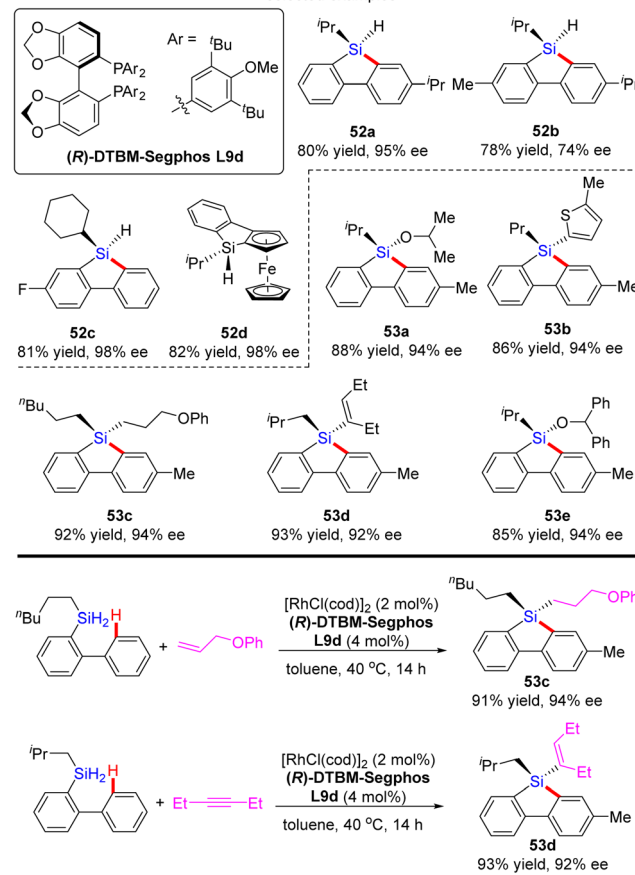 O
O
PAr2
PAr2
O
O
Ar =
tBu
OMe
tBu
(R)-DTBM-Segphos L9d
iPr
H
Si
iPr
52a
80% yield, 95% ee
iPr
H
Si
Me
iPr
52b
78% yield, 74% ee
Si
H
F
52c
81% yield, 98% ee
iPr
Si
H
Fe
52d
82% yield, 98% ee
iPr
Me
O
Me
Si
Me
53a
88% yield, 94% ee
Me
S
Pr
Si
Me
53b
86% yield, 94% ee
nBu
OPh
Si
Me
53c
92% yield, 94% ee
Et
iPr
Et
Si
Me
53d
93% yield, 92% ee
iPr
Ph
O
Ph
Si
Me
53e
85% yield, 94% ee
nBu
SiH2
H
+
OPh
[RhCl(cod)]2 (2 mol%)
(R)-DTBM-Segphos
L9d (4 mol%)
toluene, 40 oC, 14 h
nBu
OPh
Si
Me
53c
91% yield, 94% ee
iPr
SiH2
H
+
Et
Et
[RhCl(cod)]2 (2 mol%)
(R)-DTBM-Segphos
L9d (4 mol%)
toluene, 40 oC, 14 h
Et
iPr
Et
Si
Me
53d
93% yield, 92% ee